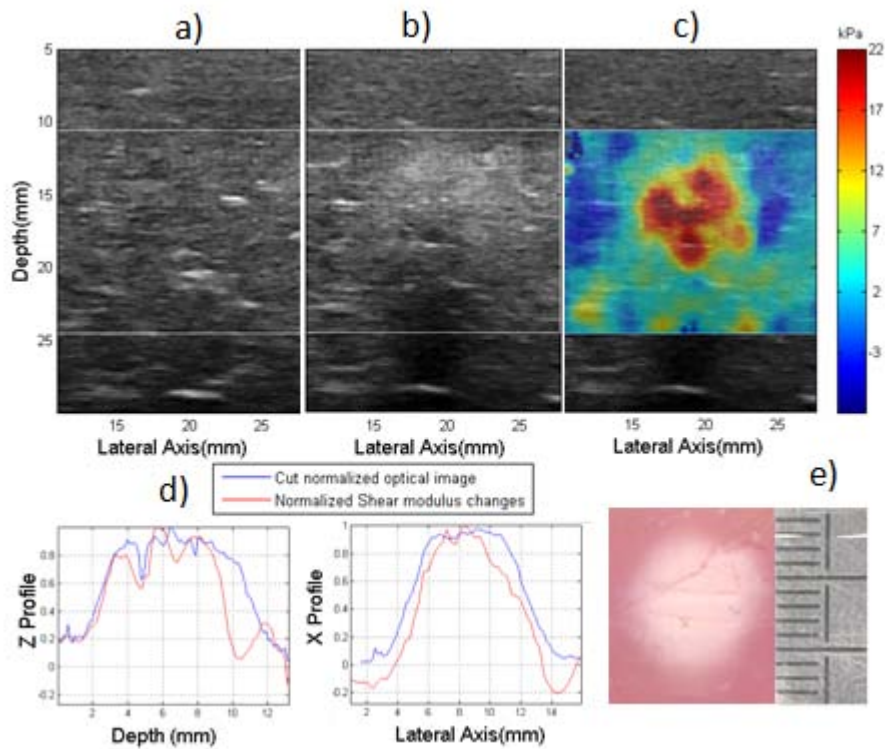 a)
b)
c)
kPa
5
10
15
20
25
Depth(mm)
15 20 25
Lateral Axis(mm)
15 20 25
Lateral Axis(mm)
15 20 25
Lateral Axis(mm)
22
17
12
7
2
-3
d)
Cut normalized optical image
Normalized Shear modulus changes
e)
Z Profile
0.8
0.6
0.4
0.2
0
-0.2
2 4 6 8 10 12
Depth (mm)
X Profile
1
0.8
0.6
0.4
0.2
0
-0.2
2 4 6 8 10 12 14
Lateral Axis(mm)